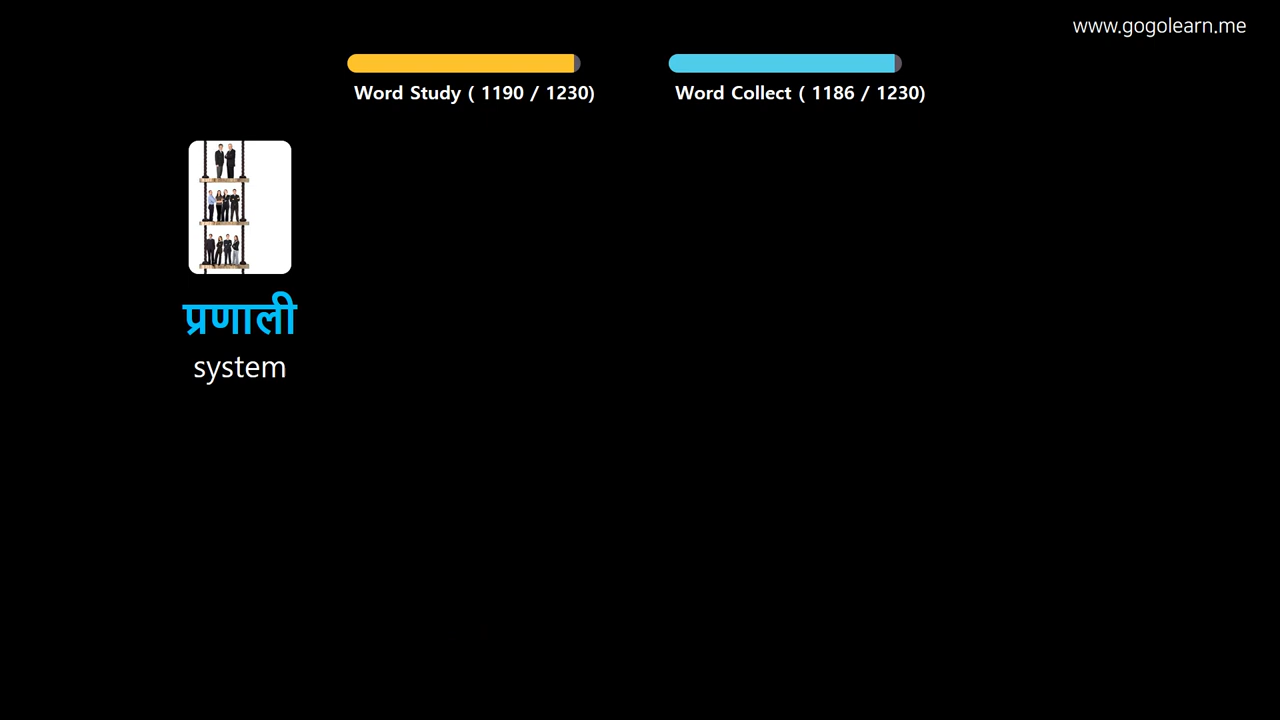 www.gogolearn.me
Word Study ( 1190 / 1230)
Word Collect ( 1186 / 1230)
प्रणाली
system